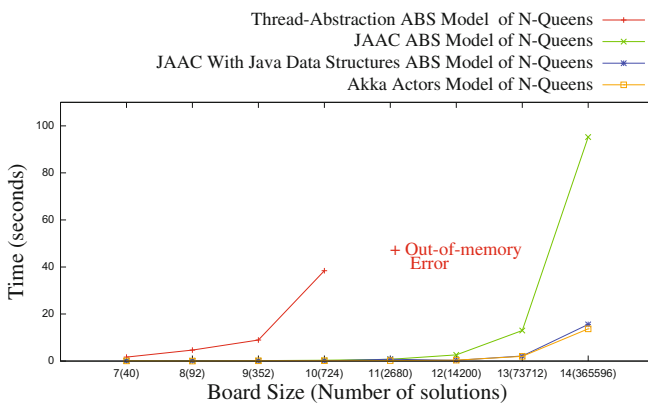 Thread-Abstraction ABS Model of N-Queens
JAAC ABS Model of N-Queens
JAAC With Java Data Structures ABS Model of N-Queens
Akka Actors Model of N-Queens
100
80
60
40
20
0
Time (seconds)
+ Out-of-memory
Error
7(40) 8(92) 9(352) 10(724) 11(2680) 12(14200) 13(73712) 14(365596)
Board Size (Number of solutions)